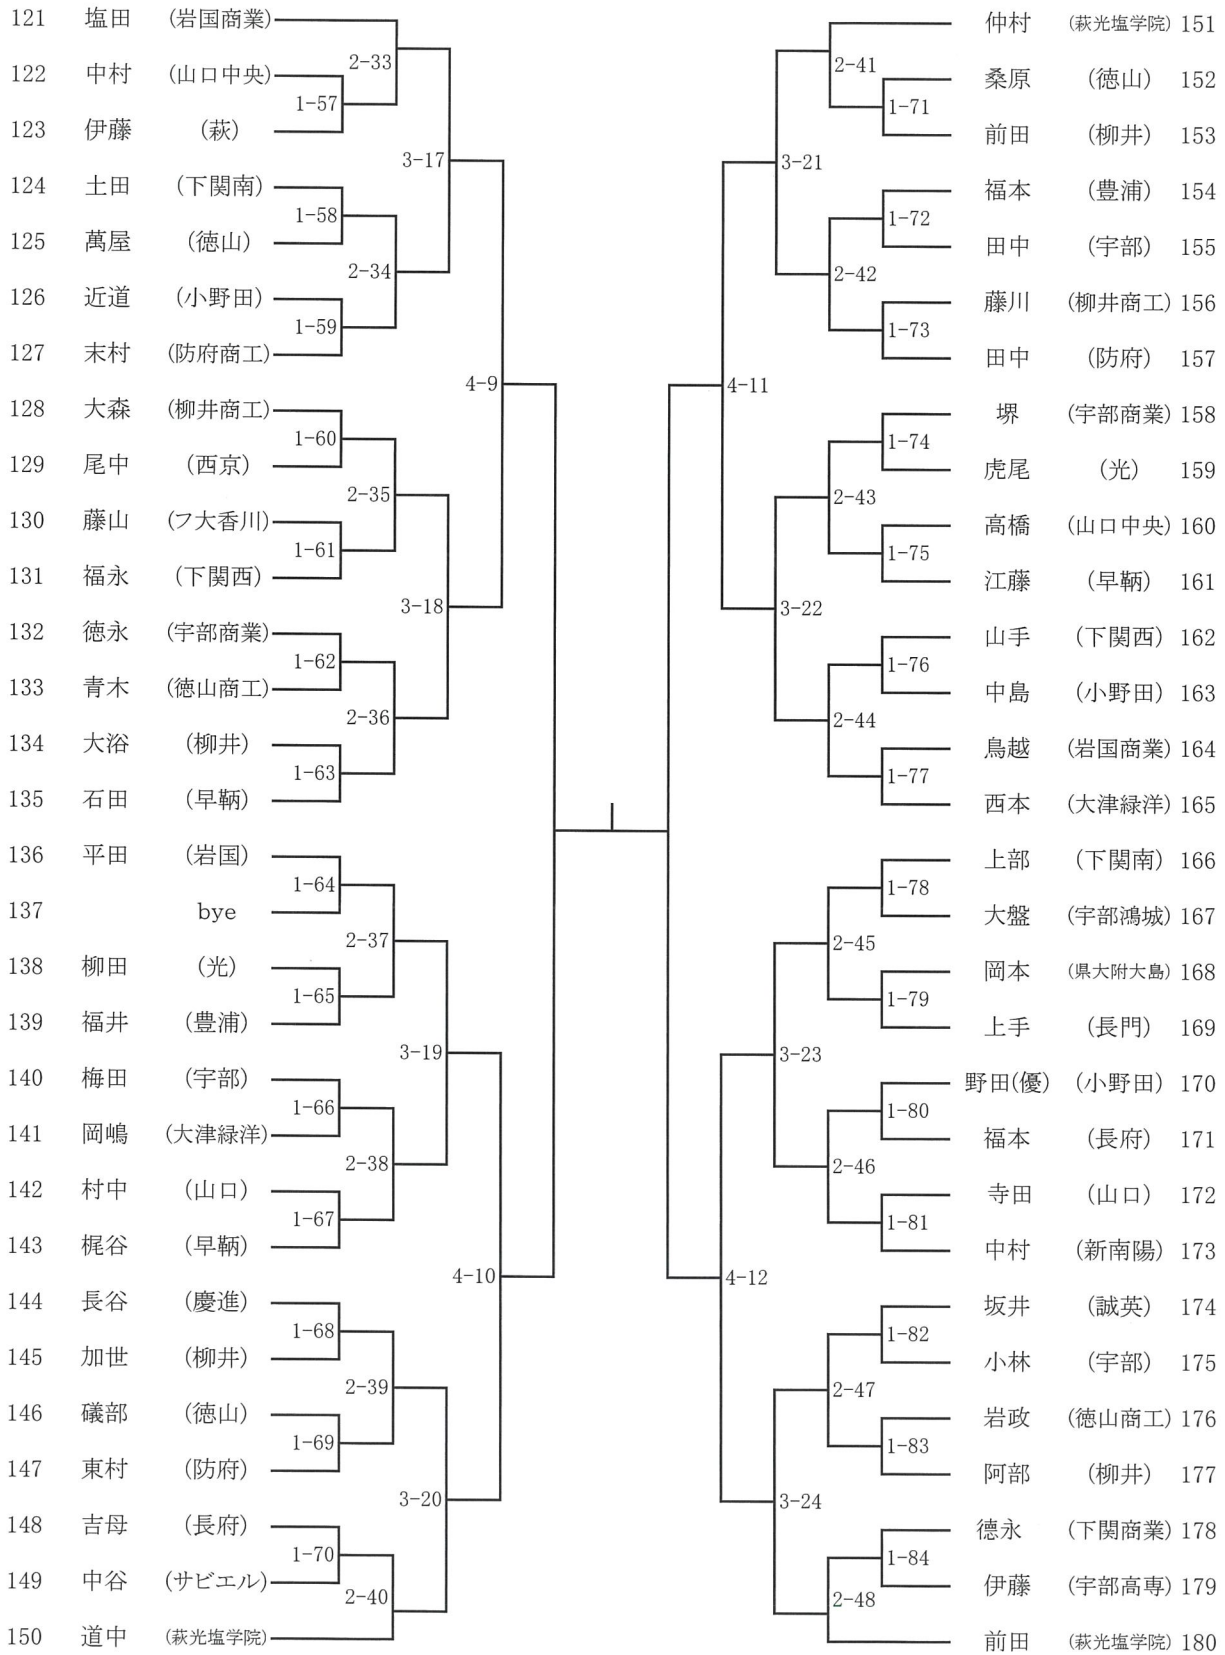 121 塩田 (岩国商業)
2-33
122 中村 (山口中央)
1-57
123 伊藤 (萩)
3-17
124 土田 (下関南)
1-58
125 萬屋 (徳山)
2-34
126 近道 (小野田)
1-59
127 末村 (防府商工)
4-9
128 大森 (柳井商工)
1-60
129 尾中 (西京)
2-35
130 藤山 (フ大香川)
1-61
131 福永 (下関西)
3-18
132 徳永 (宇部商業)
1-62
133 青木 (徳山商工)
2-36
134 大浴 (柳井)
1-63
135 石田 (早鞆)
136 平田 (岩国)
1-64
137 bye
2-37
138 柳田 (光)
1-65
139 福井 (豊浦)
3-19
140 梅田 (宇部)
1-66
141 岡嶋 (大津緑洋)
2-38
142 村中 (山口)
1-67
143 梶谷 (早鞆)
4-10
144 長谷 (慶進)
1-68
145 加世 (柳井)
2-39
146 礒部 (徳山)
1-69
147 東村 (防府)
3-20
148 吉母 (長府)
1-70
149 中谷 (サビエル)
2-40
150 道中 (萩光塩学院)
仲村 (萩光塩学院) 151
2-41
桑原 (徳山) 152
1-71
前田 (柳井) 153
3-21
福本 (豊浦) 154
1-72
田中 (宇部) 155
2-42
藤川 (柳井商工) 156
1-73
田中 (防府) 157
4-11
堺 (宇部商業) 158
1-74
虎尾 (光) 159
2-43
高橋 (山口中央) 160
1-75
江藤 (早鞆) 161
3-22
山手 (下関西) 162
1-76
中島 (小野田) 163
2-44
鳥越 (岩国商業) 164
1-77
西本 (大津緑洋) 165
上部 (下関南) 166
1-78
大盤 (宇部鴻城) 167
2-45
岡本 (県大附大島) 168
1-79
上手 (長門) 169
3-23
野田(優) (小野田) 170
1-80
福本 (長府) 171
2-46
寺田 (山口) 172
1-81
中村 (新南陽) 173
4-12
坂井 (誠英) 174
1-82
小林 (宇部) 175
2-47
岩政 (徳山商工) 176
1-83
阿部 (柳井) 177
3-24
徳永 (下関商業) 178
1-84
伊藤 (宇部高専) 179
2-48
前田 (萩光塩学院) 180